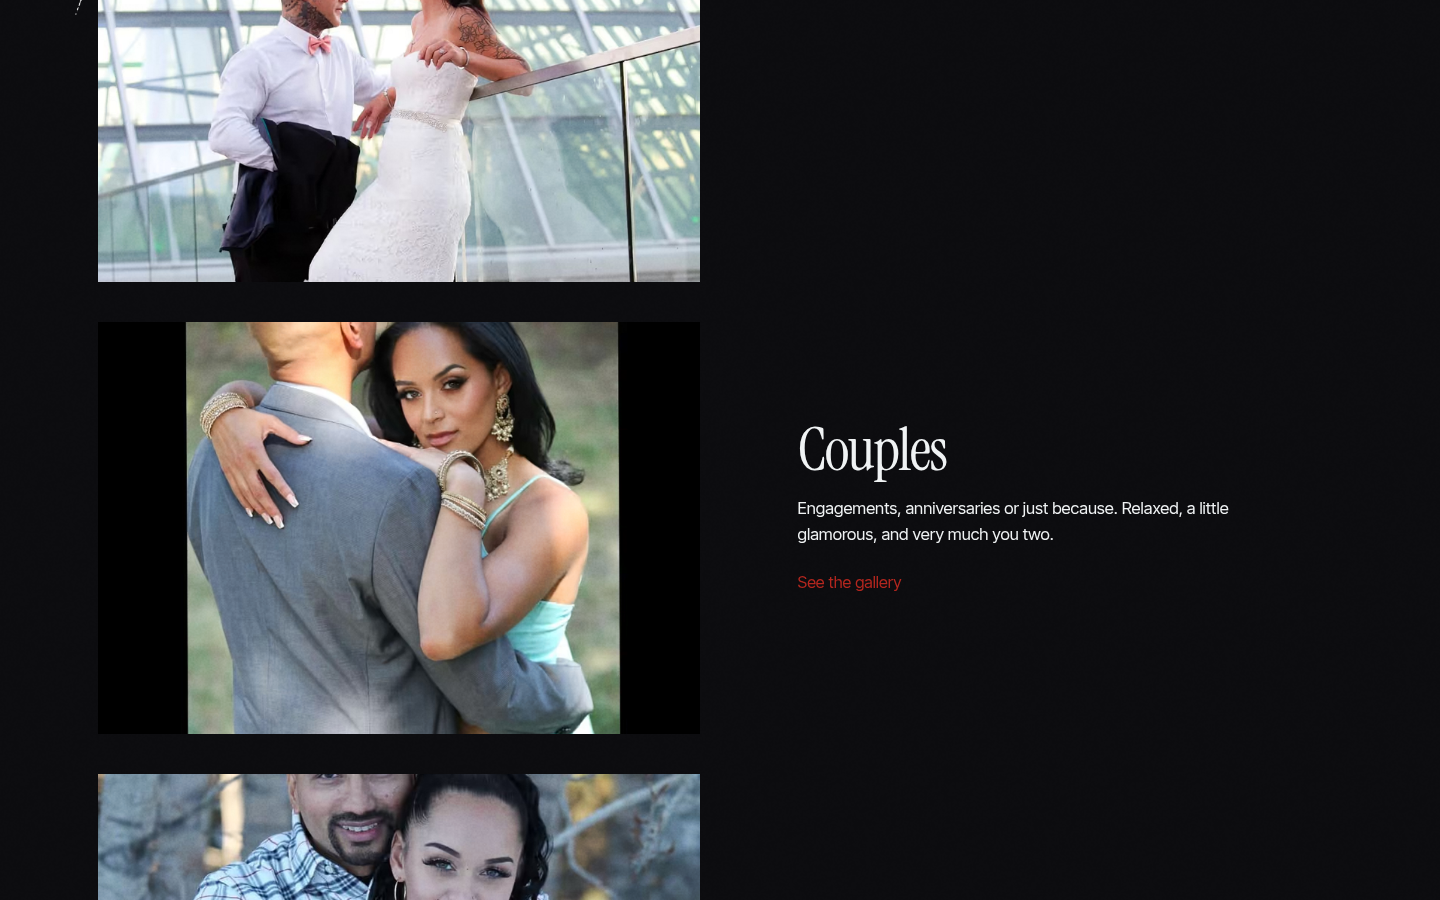 Couples
Engagements, anniversaries or just because. Relaxed, a little
glamorous, and very much you two.
See the gallery